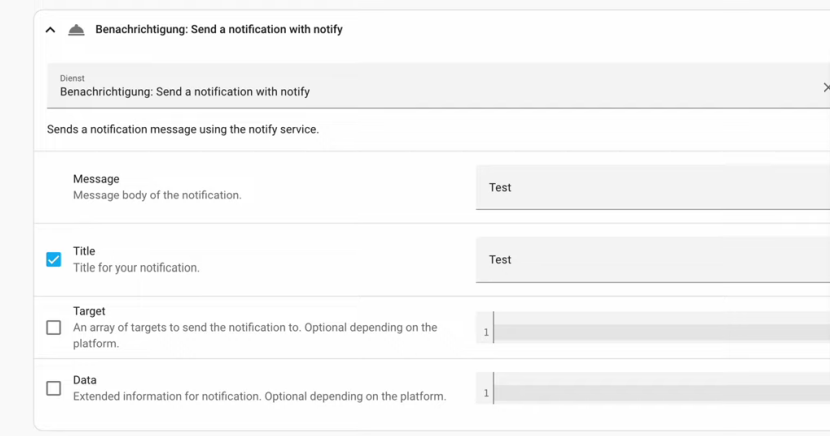 Benachrichtigung: Send a notification with notify
Dienst
Benachrichtigung: Send a notification with notify
Sends a notification message using the notify service.
Message
Message body of the notification.
Test
Title
Title for your notification.
Test
Target
An array of targets to send the notification to. Optional depending on the
platform.
1
Data
Extended information for notification. Optional depending on the platform.
1